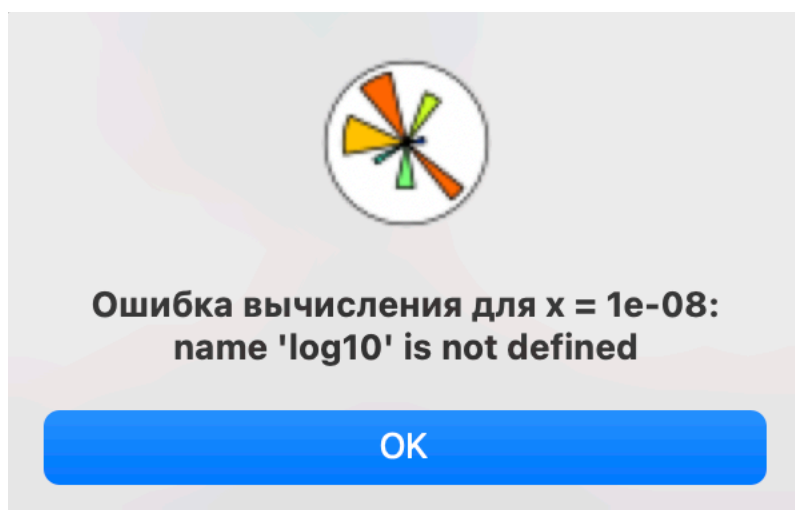 Ошибка вычисления для x = 1e-08:
name 'log10' is not defined
OK